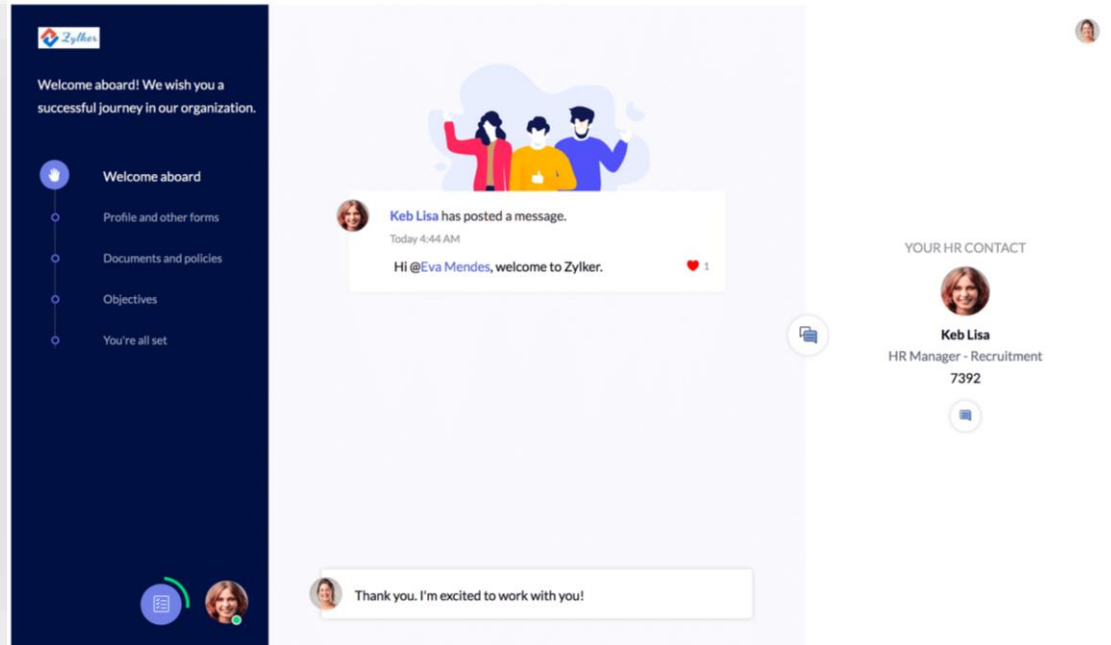 Zylker
Welcome aboard! We wish you a
successful journey in our organization.
Welcome aboard
Profile and other forms
Documents and policies
Objectives
You're all set
Keb Lisa has posted a message.
Today 4:44 AM
Hi @Eva Mendes, welcome to Zylker.
1
Thank you. I'm excited to work with you!
YOUR HR CONTACT
Keb Lisa
HR Manager - Recruitment
7392